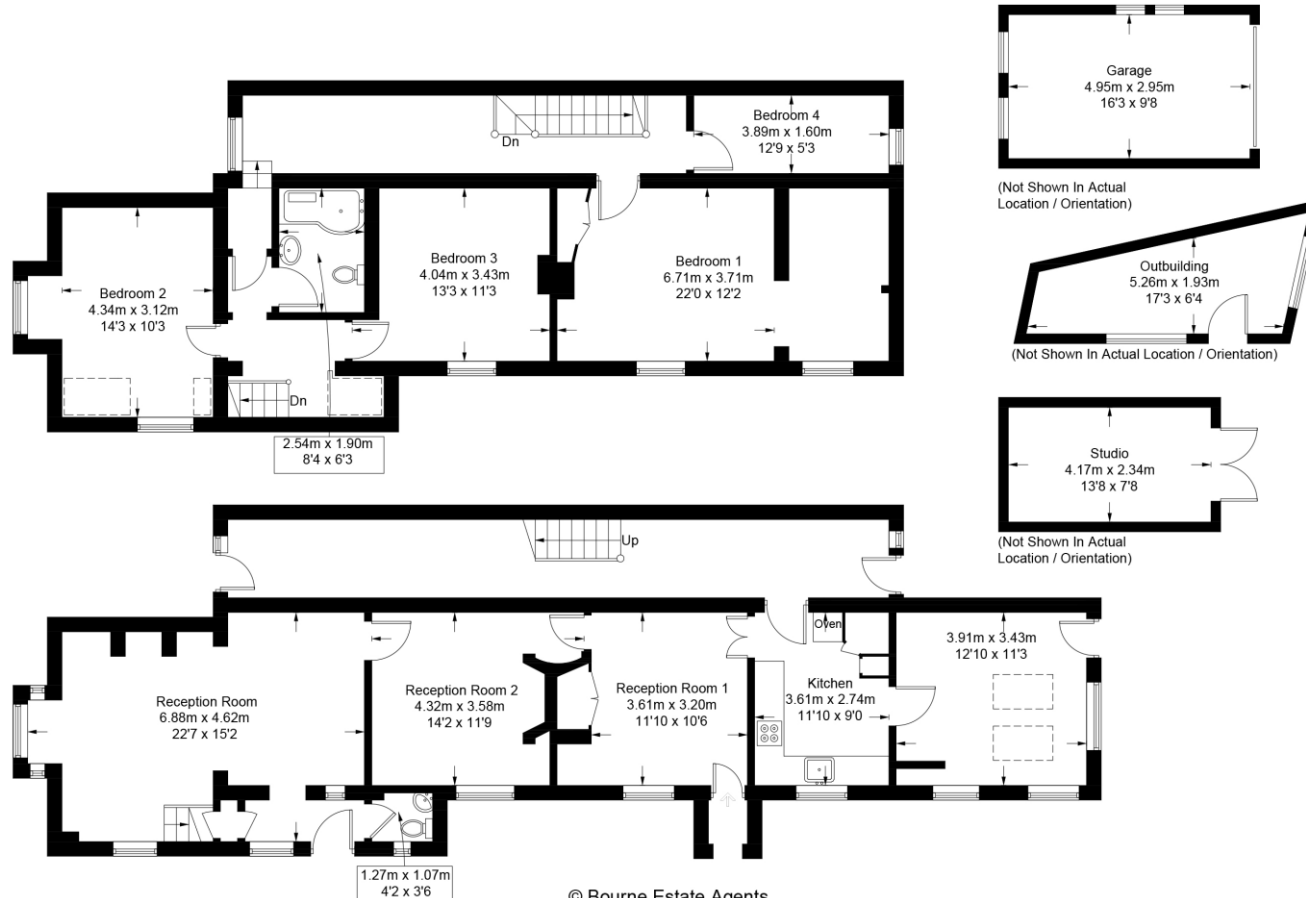 Garage
4.95m x 2.95m
16'3 x 9'8
(Not Shown In Actual
Location / Orientation)
Bedroom 4
3.89m x 1.60m
12'9 x 5'3
Dn
Bedroom 2
4.34m x 3.12m
14'3 x 10'3
Bedroom 3
4.04m x 3.43m
13'3 x 11'3
Bedroom 1
6.71m x 3.71m
22'0 x 12'2
Dn
2.54m x 1.90m
8'4 x 6'3
Outbuilding
5.26m x 1.93m
17'3 x 6'4
(Not Shown In Actual Location / Orientation)
Studio
4.17m x 2.34m
13'8 x 7'8
(Not Shown In Actual
Location / Orientation)
Up
Reception Room
6.88m x 4.62m
22'7 x 15'2
Reception Room 2
4.32m x 3.58m
14'2 x 11'9
Reception Room 1
3.61m x 3.20m
11'10 x 10'6
Oven
Kitchen
3.61m x 2.74m
11'10 x 9'0
3.91m x 3.43m
12'10 x 11'3
1.27m x 1.07m
4'2 x 3'6
© Bourne Estate Agents